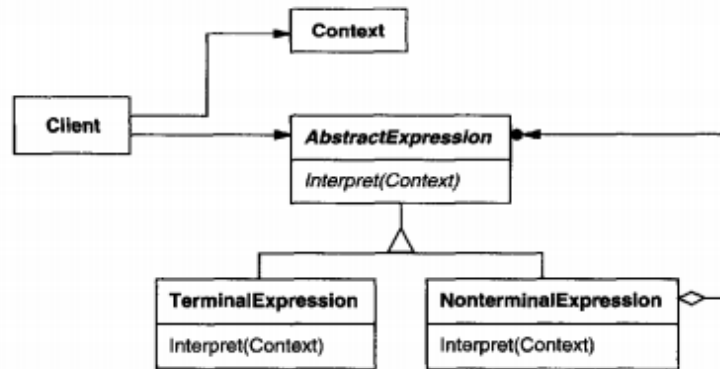 Context
Client
AbstractExpression
Interpret(Context)
TerminalExpression
NonterminalExpression
Interpret(Context)
Interpret(Context)